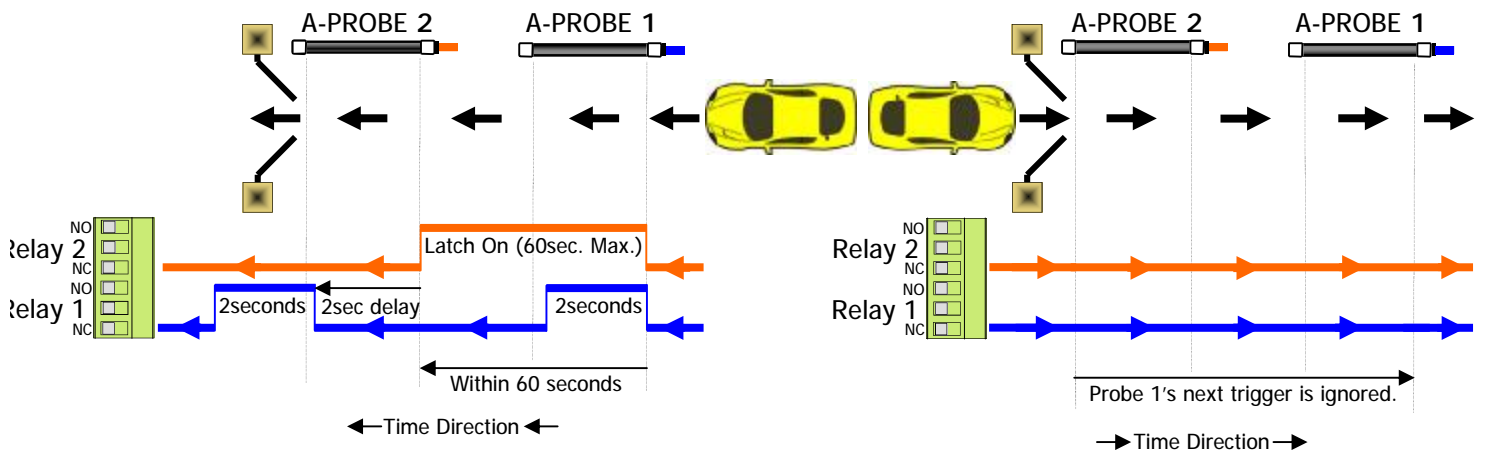 A-PROBE 2
A-PROBE 1
A-PROBE 2
A-PROBE 1
NO
Relay 2
NC
NO
Relay 1
NC
Latch On (60sec. Max.)
2seconds
2sec delay
2seconds
Within 60 seconds
Time Direction
NO
Relay 2
NC
NO
Relay 1
NC
Probe 1's next trigger is ignored.
Time Direction